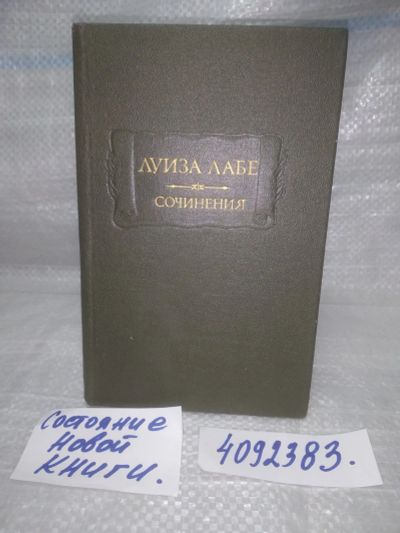 ЛУИЗА ЛАБЕ
СОЧИНЕНИЯ
Состояние
Новой
КНИГИ.
4092383.